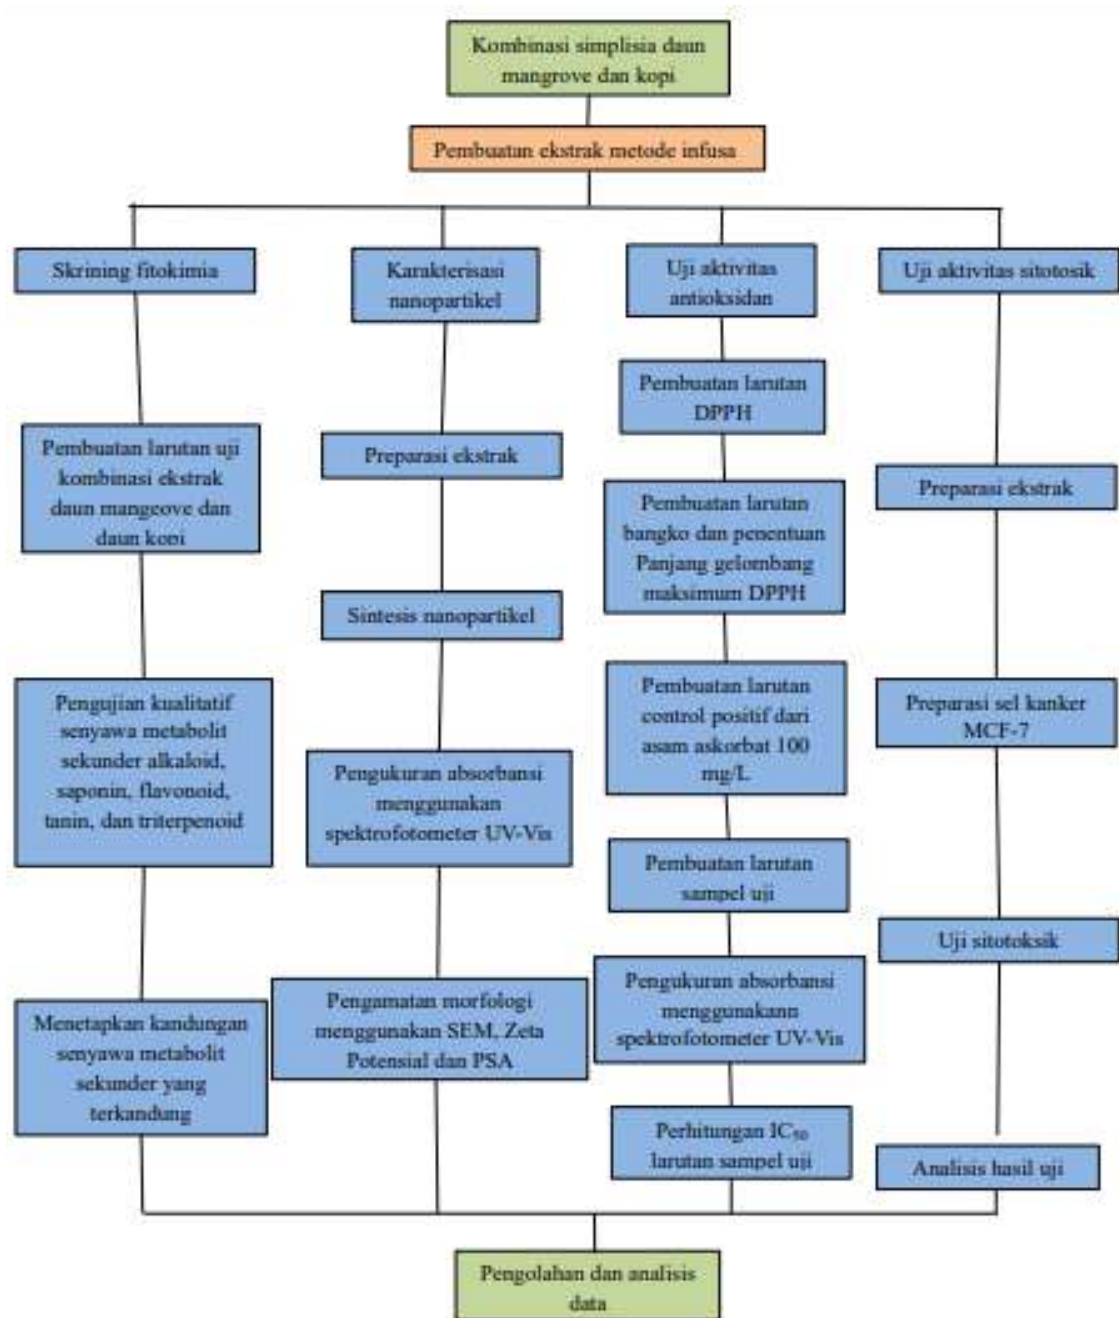 Kombinasi simplisia daun
mangrove dan kopi
Pembuatan ekstrak metode infusa
Skrining fitokimia
Pembuatan larutan uji
kombinasi ekstrak
daun mangeove dan
daun kopi
Pengujian kualitatif
senyawa metabolit
sekunder alkaloid,
saponin, flavonoid,
tanin, dan triterpenoid
Menetapkan kandungan
senyawa metabolit
sekunder yang
terkandung
Karakterisasi
nanopartikel
Preparasi ekstrak
Sintesis nanopartikel
Pengukuran absorbansi
menggunakan
spektrofotometer UV-Vis
Pengamatan morfologi
menggunakan SEM, Zeta
Potensial dan PSA
Uji aktivitas
antioksidan
Pembuatan larutan
DPPH
Pembuatan larutan
bangko dan penentuan
Panjang gelombang
maksimum DPPH
Pembuatan larutan
control positif dari
asam askorbat 100
mg/L
Pembuatan larutan
sampel uji
Pengukuran absorbansi
menggunakann
spektrofotometer UV-Vis
Perhitungan IC₅₀
larutan sampel uji
Uji aktivitas sitotosik
Preparasi ekstrak
Preparasi sel kanker
MCF-7
Uji sitotoksik
Analisis hasil uji
Pengolahan dan analisis
data